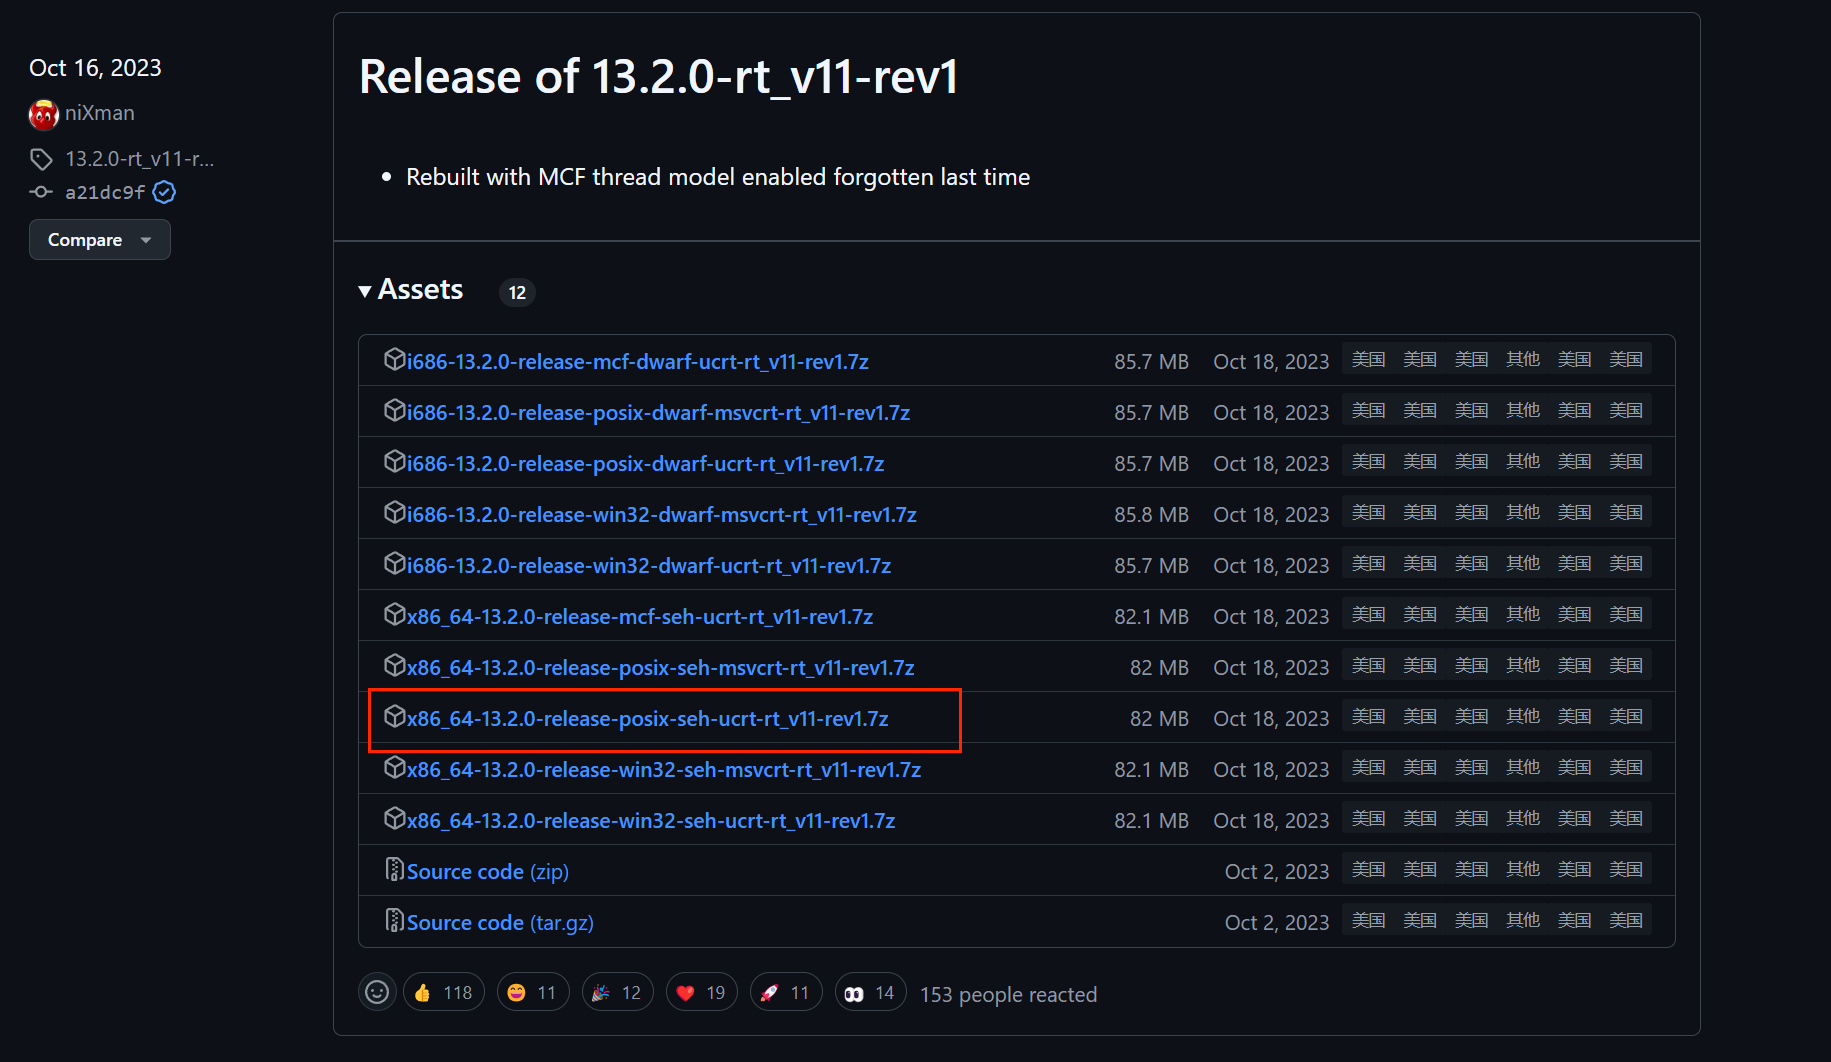 Oct 16, 2023
niXman
13.2.0-rt_v11-r...
a21dc9f
Compare
Release of 13.2.0-rt_v11-rev1
Rebuilt with MCF thread model enabled forgotten last time
Assets 12
i686-13.2.0-release-mcf-dwarf-ucrt-rt_v11-rev1.7z 85.7 MB Oct 18, 2023 美国 美国 美国 其他 美国 美国
i686-13.2.0-release-posix-dwarf-msvcrt-rt_v11-rev1.7z 85.7 MB Oct 18, 2023 美国 美国 美国 其他 美国 美国
i686-13.2.0-release-posix-dwarf-ucrt-rt_v11-rev1.7z 85.7 MB Oct 18, 2023 美国 美国 美国 其他 美国 美国
i686-13.2.0-release-win32-dwarf-msvcrt-rt_v11-rev1.7z 85.8 MB Oct 18, 2023 美国 美国 美国 其他 美国 美国
i686-13.2.0-release-win32-dwarf-ucrt-rt_v11-rev1.7z 85.7 MB Oct 18, 2023 美国 美国 美国 其他 美国 美国
x86_64-13.2.0-release-mcf-seh-ucrt-rt_v11-rev1.7z 82.1 MB Oct 18, 2023 美国 美国 美国 其他 美国 美国
x86_64-13.2.0-release-posix-seh-msvcrt-rt_v11-rev1.7z 82 MB Oct 18, 2023 美国 美国 美国 其他 美国 美国
x86_64-13.2.0-release-posix-seh-ucrt-rt_v11-rev1.7z 82 MB Oct 18, 2023 美国 美国 美国 其他 美国 美国
x86_64-13.2.0-release-win32-seh-msvcrt-rt_v11-rev1.7z 82.1 MB Oct 18, 2023 美国 美国 美国 其他 美国 美国
x86_64-13.2.0-release-win32-seh-ucrt-rt_v11-rev1.7z 82.1 MB Oct 18, 2023 美国 美国 美国 其他 美国 美国
Source code (zip) Oct 2, 2023 美国 美国 美国 其他 美国 美国
Source code (tar.gz) Oct 2, 2023 美国 美国 美国 其他 美国 美国
118 11 12 19 11 14 153 people reacted